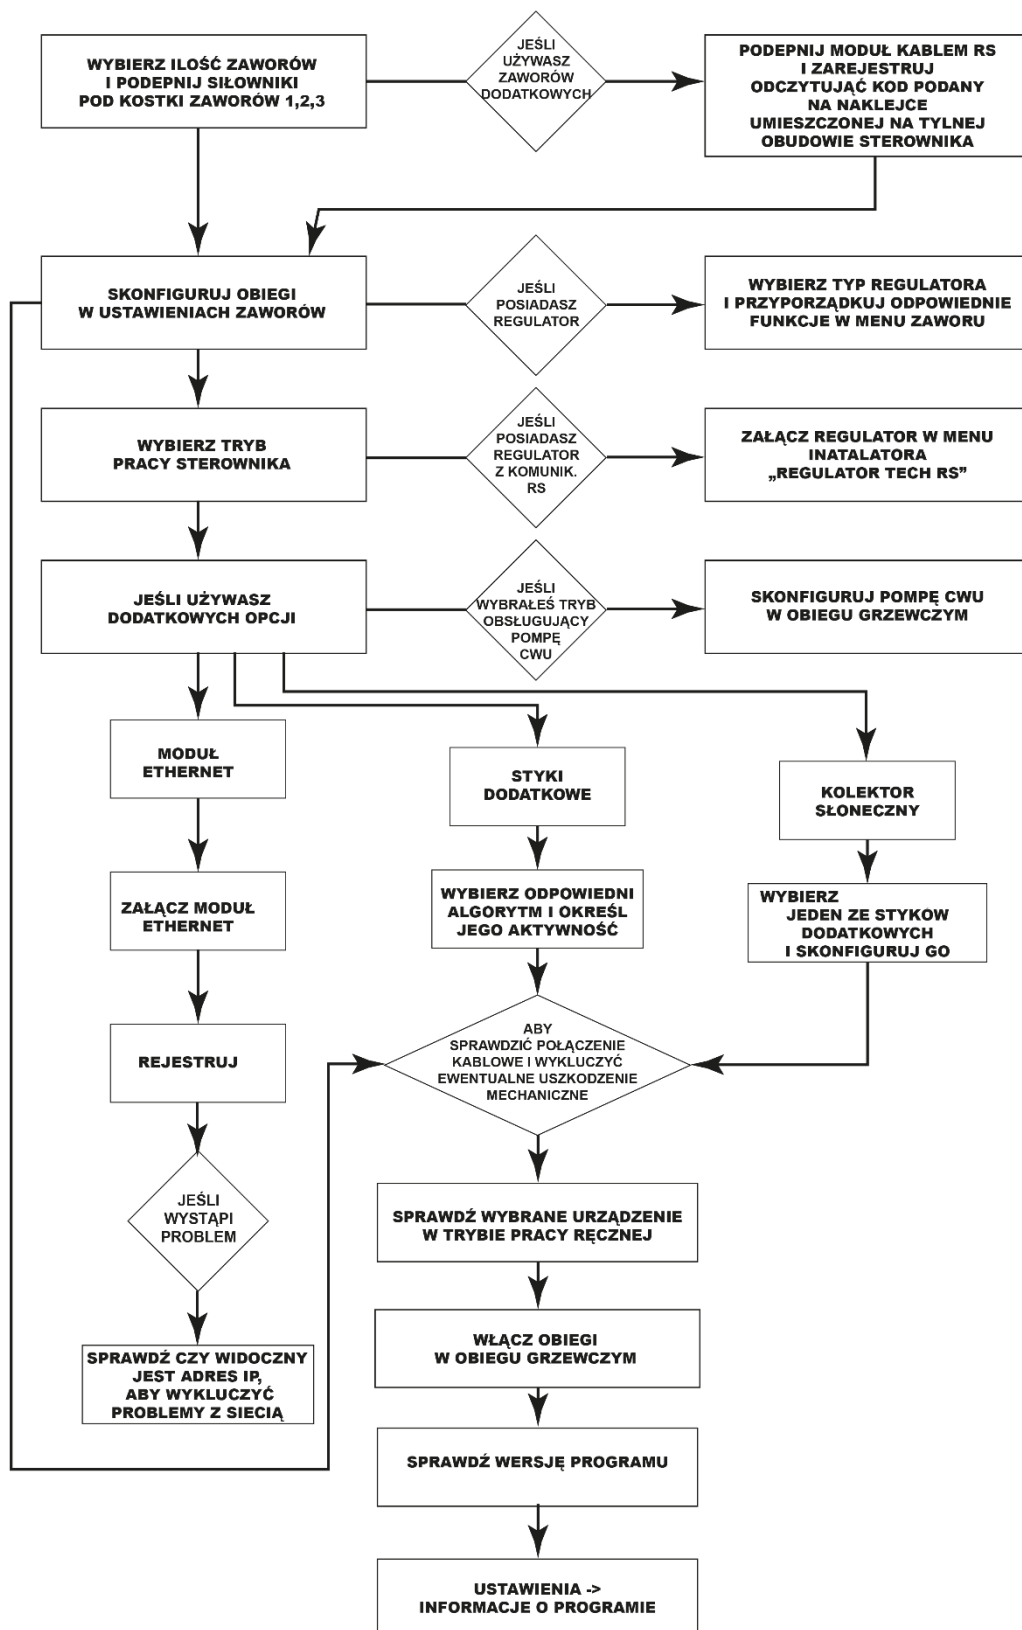 WYBIERZ ILOŚĆ ZAWORÓW
I PODEPNIJ SIŁOWNIKI
POD KOSTKI ZAWORÓW 1,2,3
JEŚLI
UŻYWASZ
ZAWORÓW
DODATKOWYCH
PODEPNIJ MODUŁ KABLEM RS
I ZAREJESTRUJ
ODCZYTUJĄC KOD PODANY
NA NAKLEJCE
UMIESZCZONEJ NA TYLNEJ
OBUDOWIE STEROWNIKA
SKONFIGURUJ OBIEGI
W USTAWIENIACH ZAWORÓW
JEŚLI
POSIADASZ
REGULATOR
WYBIERZ TYP REGULATORA
I PRZYPORZĄDKUJ ODPOWIEDNIE
FUNKCJE W MENU ZAWORU
WYBIERZ TRYB
PRACY STEROWNIKA
JEŚLI
POSIADASZ
REGULATOR
Z KOMUNIK.
RS
ZAŁĄCZ REGULATOR W MENU
INATALATORA
„REGULATOR TECH RS”
JEŚLI UŻYWASZ
DODATKOWYCH OPCJI
JEŚLI
WYBRAŁEŚ TRYB
OBSŁUGUJĄCY
POMPĘ
CWU
SKONFIGURUJ POMPĘ CWU
W OBIEGU GRZEWCZYM
MODUŁ
ETHERNET
STYKI
DODATKOWE
KOLEKTOR
SŁONECZNY
ZAŁĄCZ MODUŁ
ETHERNET
WYBIERZ ODPOWIEDNI
ALGORYTM I OKREŚL
JEGO AKTYWNOŚĆ
WYBIERZ
JEDEN ZE STYKÓW
DODATKOWYCH
I SKONFIGURUJ GO
REJESTRUJ
ABY
SPRAWDZIĆ POŁĄCZENIE
KABLOWE I WYKLUCZYĆ
EWENTUALNE USZKODZENIE
MECHANICZNE
JEŚLI
WYSTĄPI
PROBLEM
SPRAWDŹ WYBRANE URZĄDZENIE
W TRYBIE PRACY RĘCZNEJ
SPRAWDŹ CZY WIDOCZNY
JEST ADRES IP,
ABY WYKLUCZYĆ
PROBLEMY Z SIECIĄ
WŁĄCZ OBIEGI
W OBIEGU GRZEWCZYM
SPRAWDŹ WERSJĘ PROGRAMU
USTAWIENIA ->
INFORMACJE O PROGRAMIE